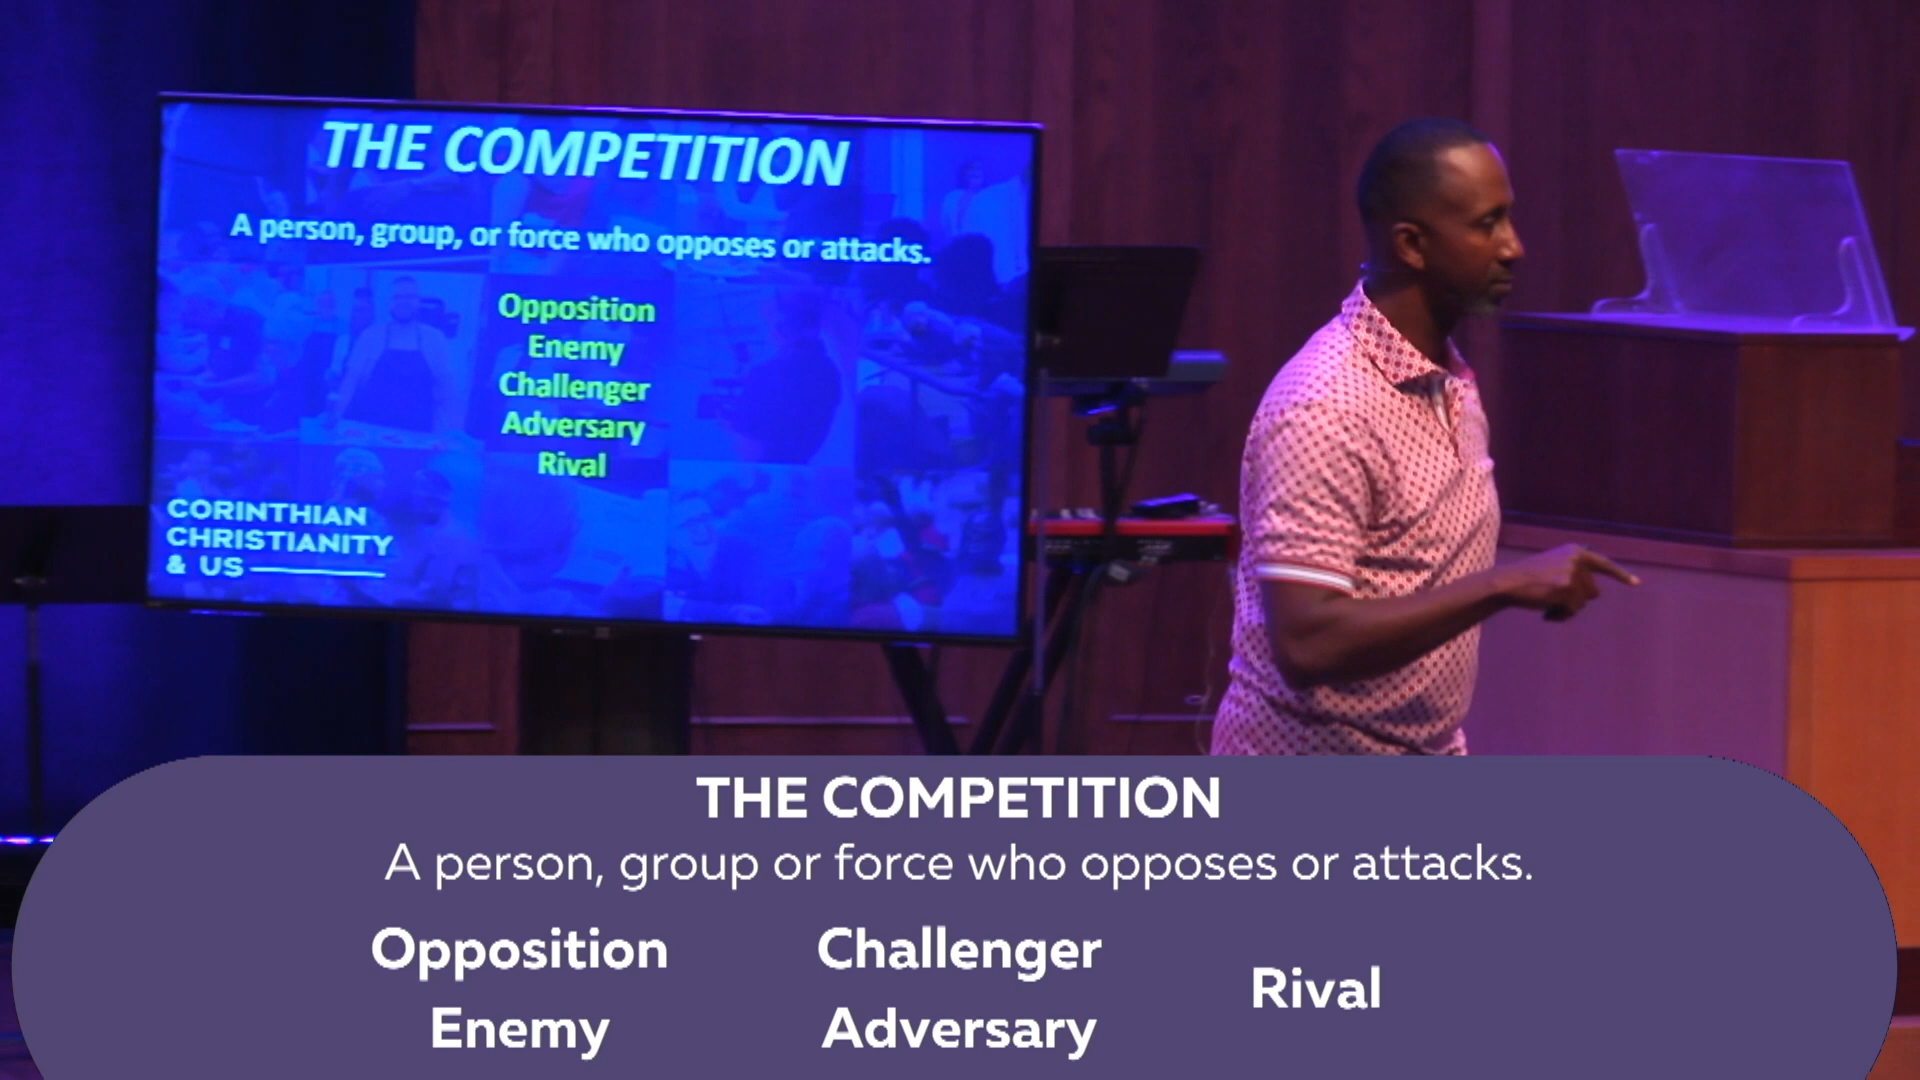 THE COMPETITION
A person, group, or force who opposes or attacks.
Opposition
Enemy
Challenger
Adversary
Rival
CORINTHIAN
CHRISTIANITY
& US
THE COMPETITION
A person, group or force who opposes or attacks.
Opposition
Enemy
Challenger
Adversary
Rival